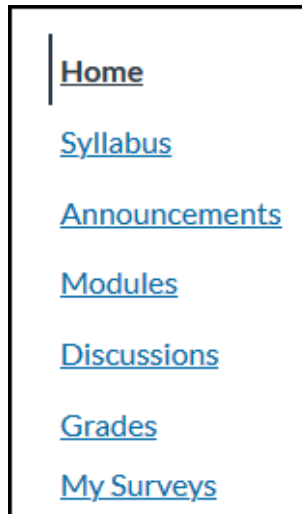 Home
Syllabus
Announcements
Modules
Discussions
Grades
My Surveys